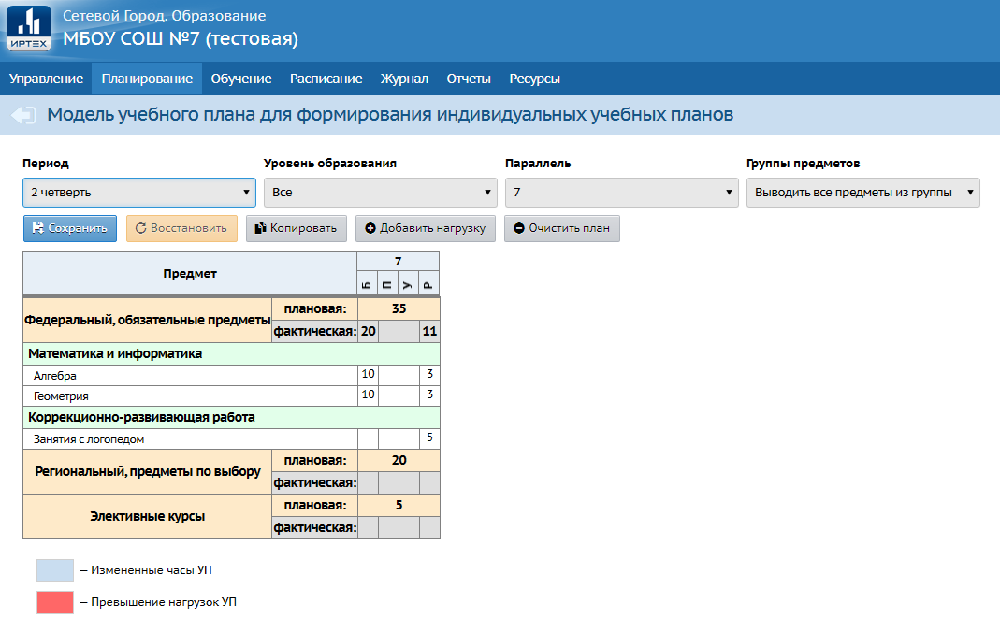 Сетевой Город. Образование
ИРТЕХ
МБОУ СОШ №7 (тестовая)
Управление Планирование Обучение Расписание Журнал Отчеты Ресурсы
Модель учебного плана для формирования индивидуальных учебных планов
Период Уровень образования Параллель Группы предметов
2 четверть Все 7 Выводить все предметы из группы
Сохранить Восстановить Копировать Добавить нагрузку Очистить план
Предмет 7
Б П У Р
Федеральный, обязательные предметы плановая: 35
фактическая: 20 11
Математика и информатика
Алгебра 10 3
Геометрия 10 3
Коррекционно-развивающая работа
Занятия с логопедом 5
Региональный, предметы по выбору плановая: 20
фактическая:
Элективные курсы плановая: 5
фактическая:
– Измененные часы УП
– Превышение нагрузок УП